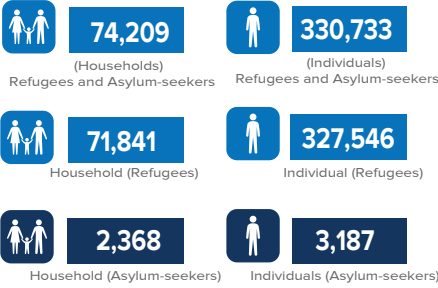 74,209
(Households)
Refugees and Asylum-seekers
330,733
(Individuals)
Refugees and Asylum-seekers
71,841
Household (Refugees)
327,546
Individual (Refugees)
2,368
Household (Asylum-seekers)
3,187
Individuals (Asylum-seekers)